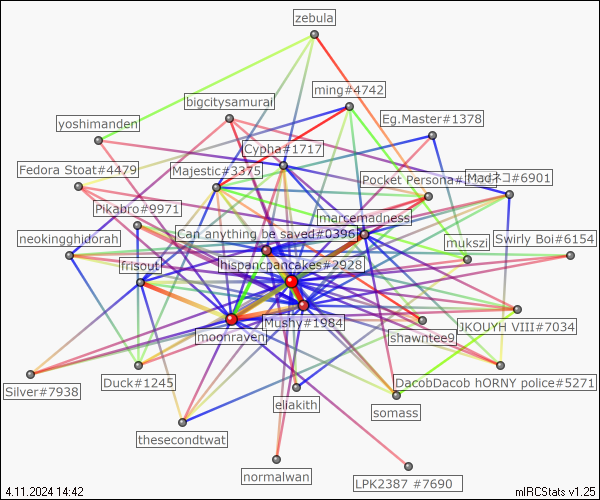 zebula
ming#4742
bigcitysamurai
Eg.Master#1378
yoshimanden
Cypha#1717
Fedora Stoat#4479
Majestic#3375
Pocket Persona#
Madネコ#6901
Pikabro#9971
marcemadness
Can anything be saved#0396
neokingghidorah
mukszi
Swirly Boi#6154
frisout
hispancpancakes#2928
Mushy#1984
JKOUYH VIII#7034
moonraven
shawntee9
Silver#7938
Duck#1245
DacobDacob hORNY police#5271
eliakith
somass
thesecondtwat
normalwan
LPK2387 #7690
4.11.2024 14:42
mIRCStats v1.25